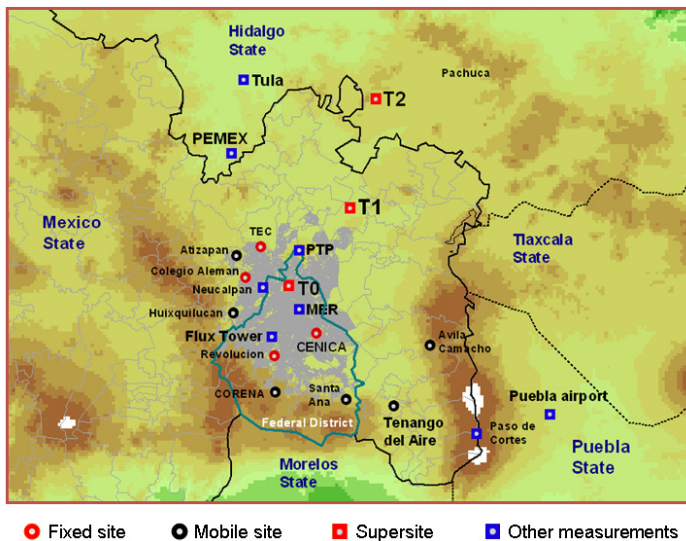 Hidalgo
State
Tula
Pachuca
T2
PEMEX
T1
Mexico
State
TEC
Atizapan
PTP
Tlaxcala
State
Colegio Aleman
Neucalpan
T0
Huixquilucan
MER
Flux Tower
CENICA
Avila
Camacho
Revolucion
CORENA
Santa
Ana
Puebla airport
Federal District
Tenango
del Aire
Paso de
Cortes
Puebla
State
Morelos
State
Fixed site
Mobile site
Supersite
Other measurements